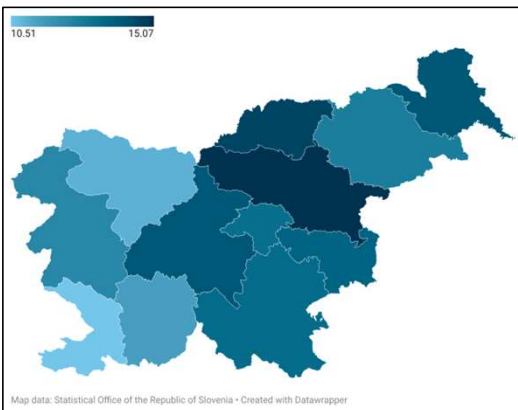 10.51 15.07
Map data: Statistical Office of the Republic of Slovenia • Created with Datawrapper